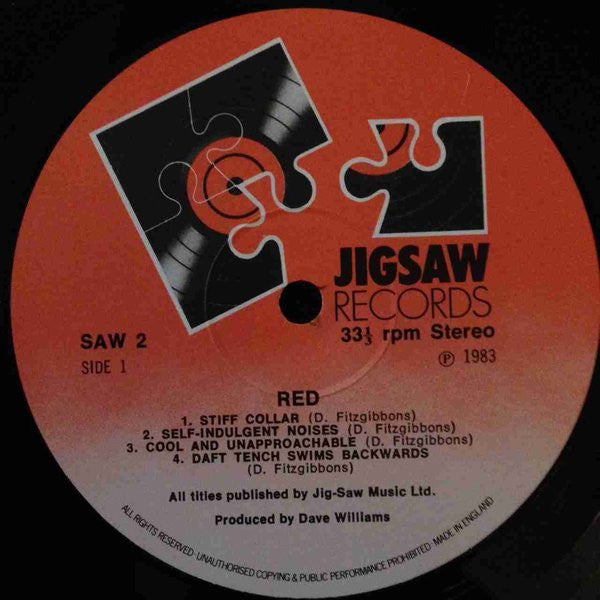 JIGSAW
RECORDS
33⅓ rpm Stereo
SAW 2
SIDE 1
℗ 1983
RED
1. STIFF COLLAR (D. Fitzgibbons)
2. SELF-INDULGENT NOISES (D. Fitzgibbons)
3. COOL AND UNAPPROACHABLE (D. Fitzgibbons)
4. DAFT TENCH SWIMS BACKWARDS
(D. Fitzgibbons)
All titles published by Jig-Saw Music Ltd.
Produced by Dave Williams
ALL RIGHTS RESERVED · UNAUTHORISED COPYING & PUBLIC PERFORMANCE PROHIBITED · MADE IN ENGLAND